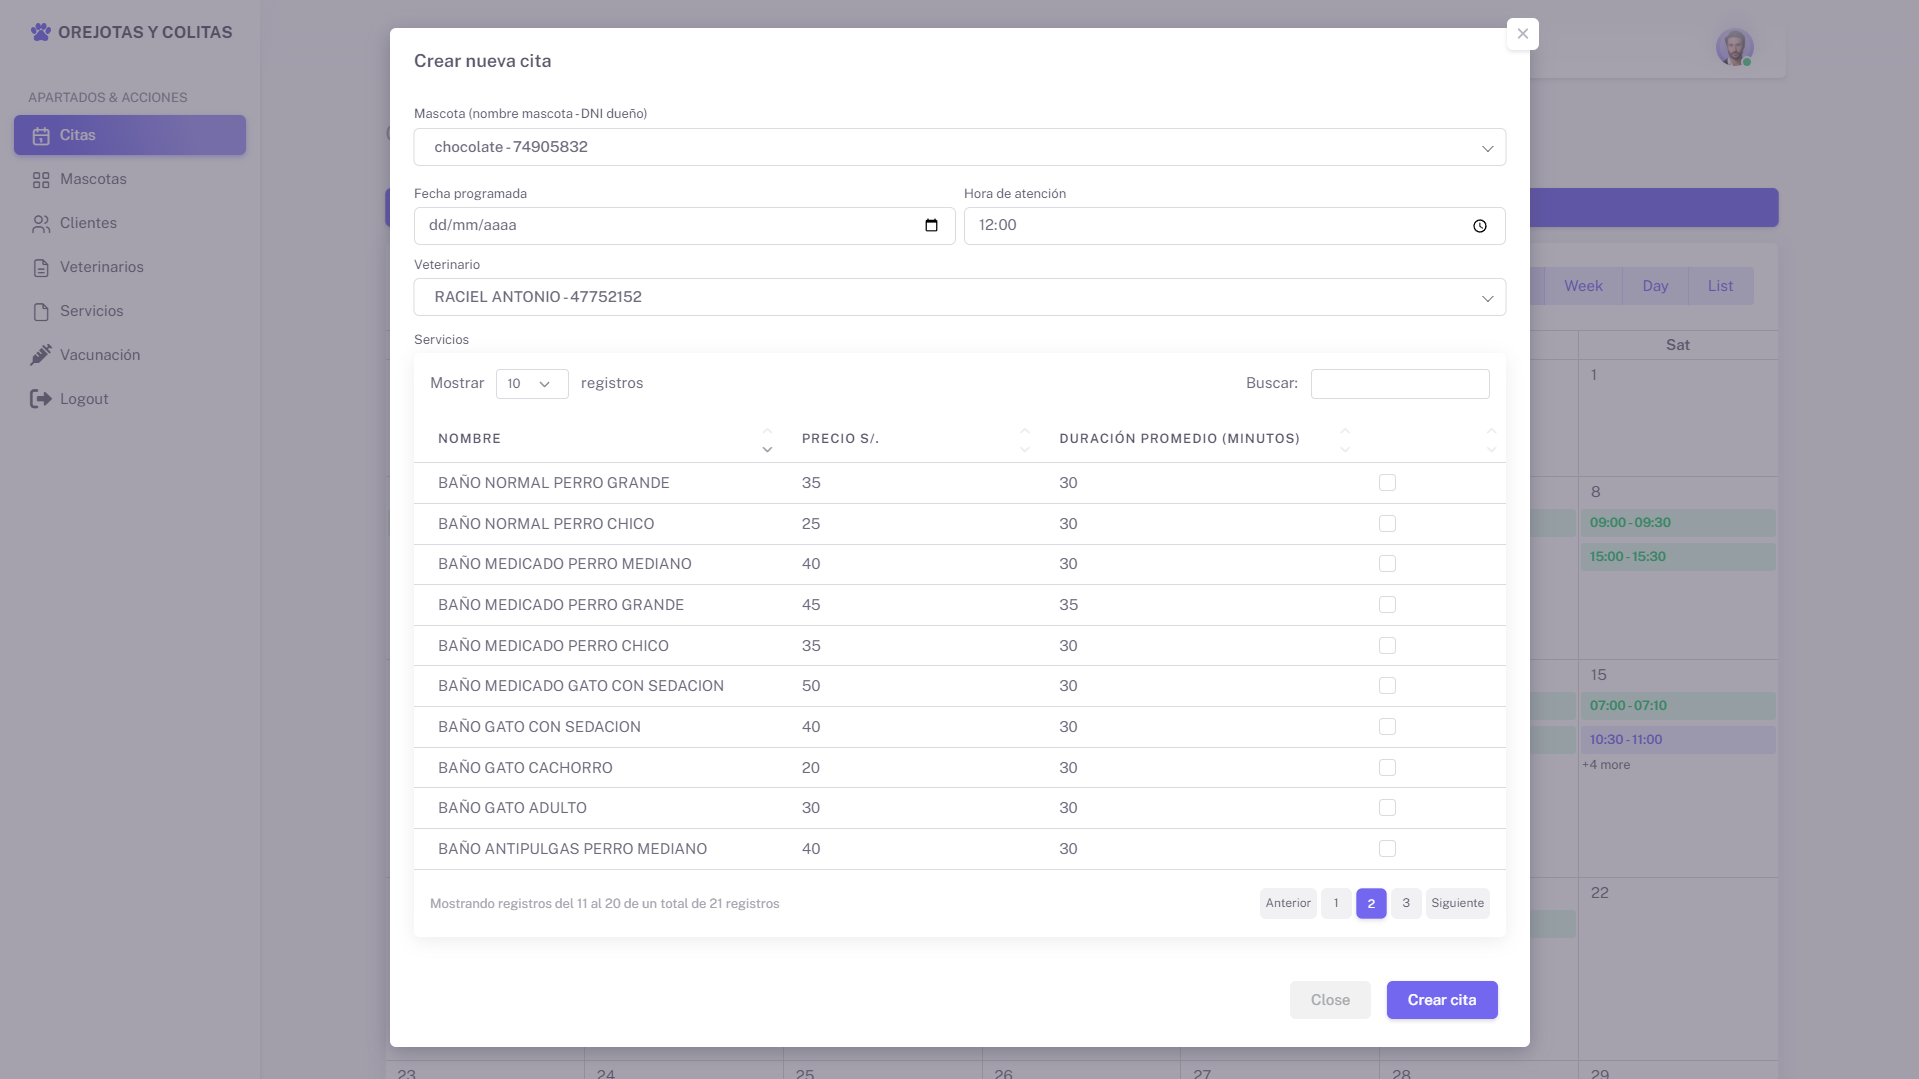 OREJOTAS Y COLITAS
APARTADOS & ACCIONES
Citas
Mascotas
Clientes
Veterinarios
Servicios
Vacunación
Logout
Crear nueva cita
Mascota (nombre mascota - DNI dueño)
chocolate - 74905832
Fecha programada
Hora de atención
dd/mm/aaaa
12:00
Veterinario
RACIEL ANTONIO - 47752152
Servicios
Mostrar 10 registros
Buscar:
NOMBRE PRECIO S/. DURACIÓN PROMEDIO (MINUTOS)
BAÑO NORMAL PERRO GRANDE 35 30
BAÑO NORMAL PERRO CHICO 25 30
BAÑO MEDICADO PERRO MEDIANO 40 30
BAÑO MEDICADO PERRO GRANDE 45 35
BAÑO MEDICADO PERRO CHICO 35 30
BAÑO MEDICADO GATO CON SEDACION 50 30
BAÑO GATO CON SEDACION 40 30
BAÑO GATO CACHORRO 20 30
BAÑO GATO ADULTO 30 30
BAÑO ANTIPULGAS PERRO MEDIANO 40 30
Mostrando registros del 11 al 20 de un total de 21 registros
Anterior 1 2 3 Siguiente
Close
Crear cita
Week Day List
Sat
1
8
09:00 - 09:30
15:00 - 15:30
15
07:00 - 07:10
10:30 - 11:00
+4 more
22
23 24 25 26 27 28 29